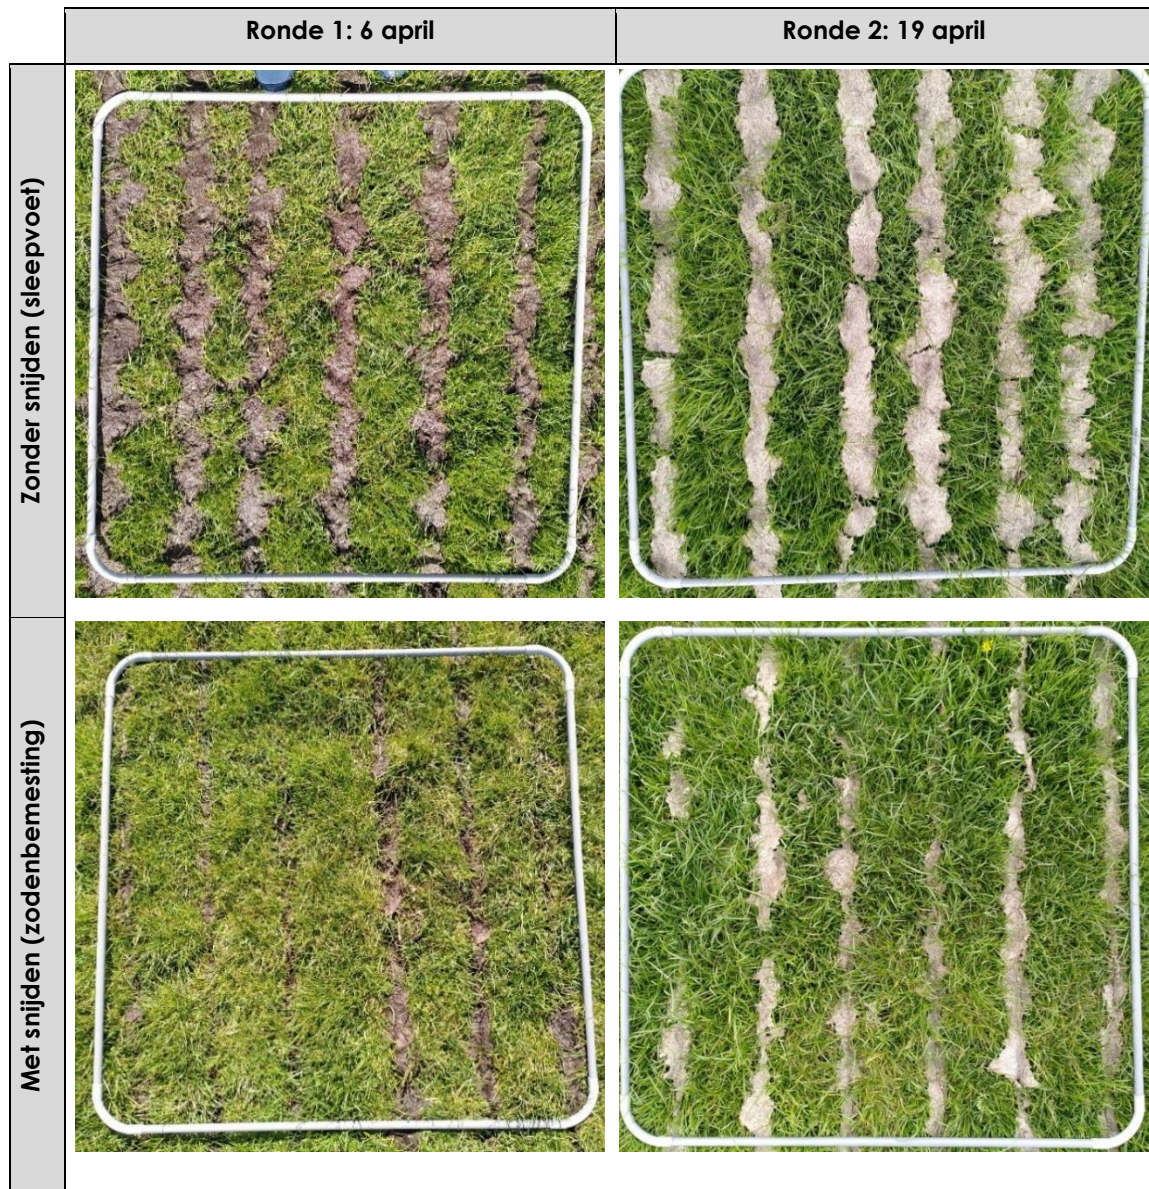 Ronde 1: 6 april
Ronde 2: 19 april
Zonder snijden (sleepvoet)
Met snijden (zodenbemesting)